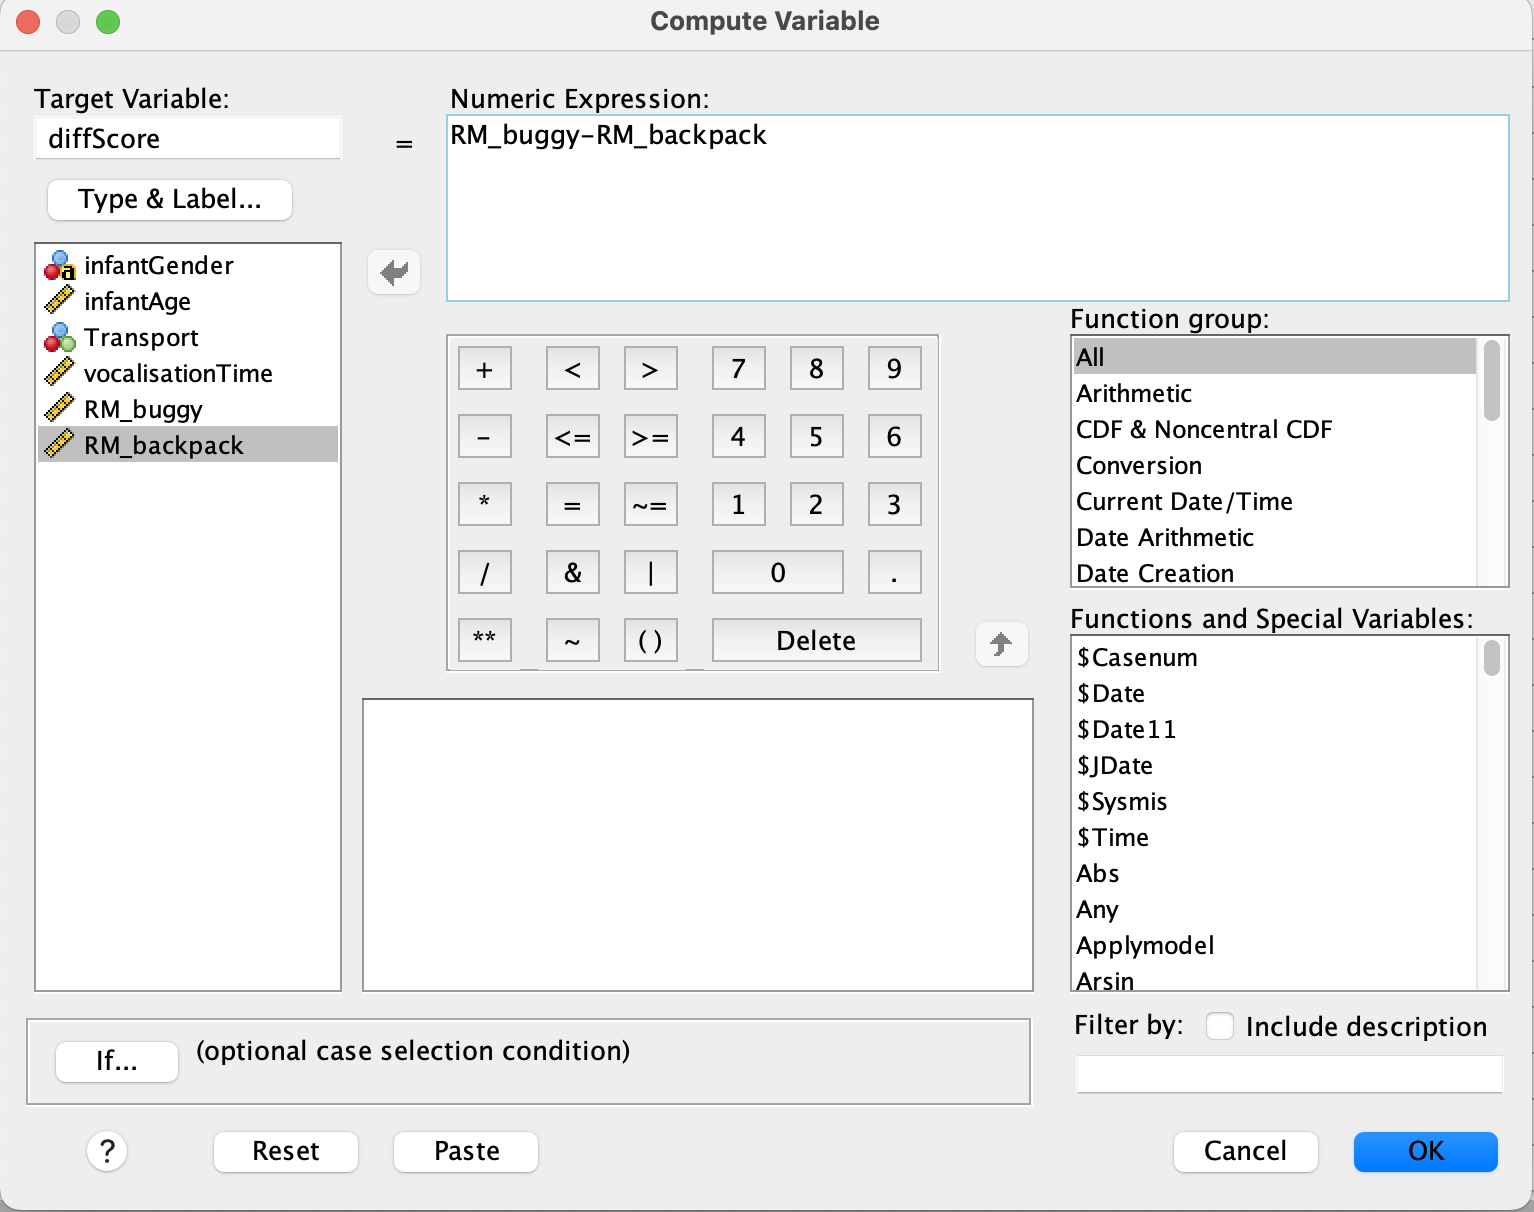 Compute Variable
Target Variable:
diffScore
Type & Label...
=
Numeric Expression:
RM_buggy-RM_backpack
infantGender
infantAge
Transport
vocalisationTime
RM_buggy
RM_backpack
+ < > 7 8 9
- <= >= 4 5 6
* = ~= 1 2 3
/ & | 0 .
** ~ () Delete
Function group:
All
Arithmetic
CDF & Noncentral CDF
Conversion
Current Date/Time
Date Arithmetic
Date Creation
Functions and Special Variables:
$Casenum
$Date
$Date11
$JDate
$Sysmis
$Time
Abs
Any
Applymodel
Arsin
If... (optional case selection condition)
Filter by: Include description
? Reset Paste Cancel OK